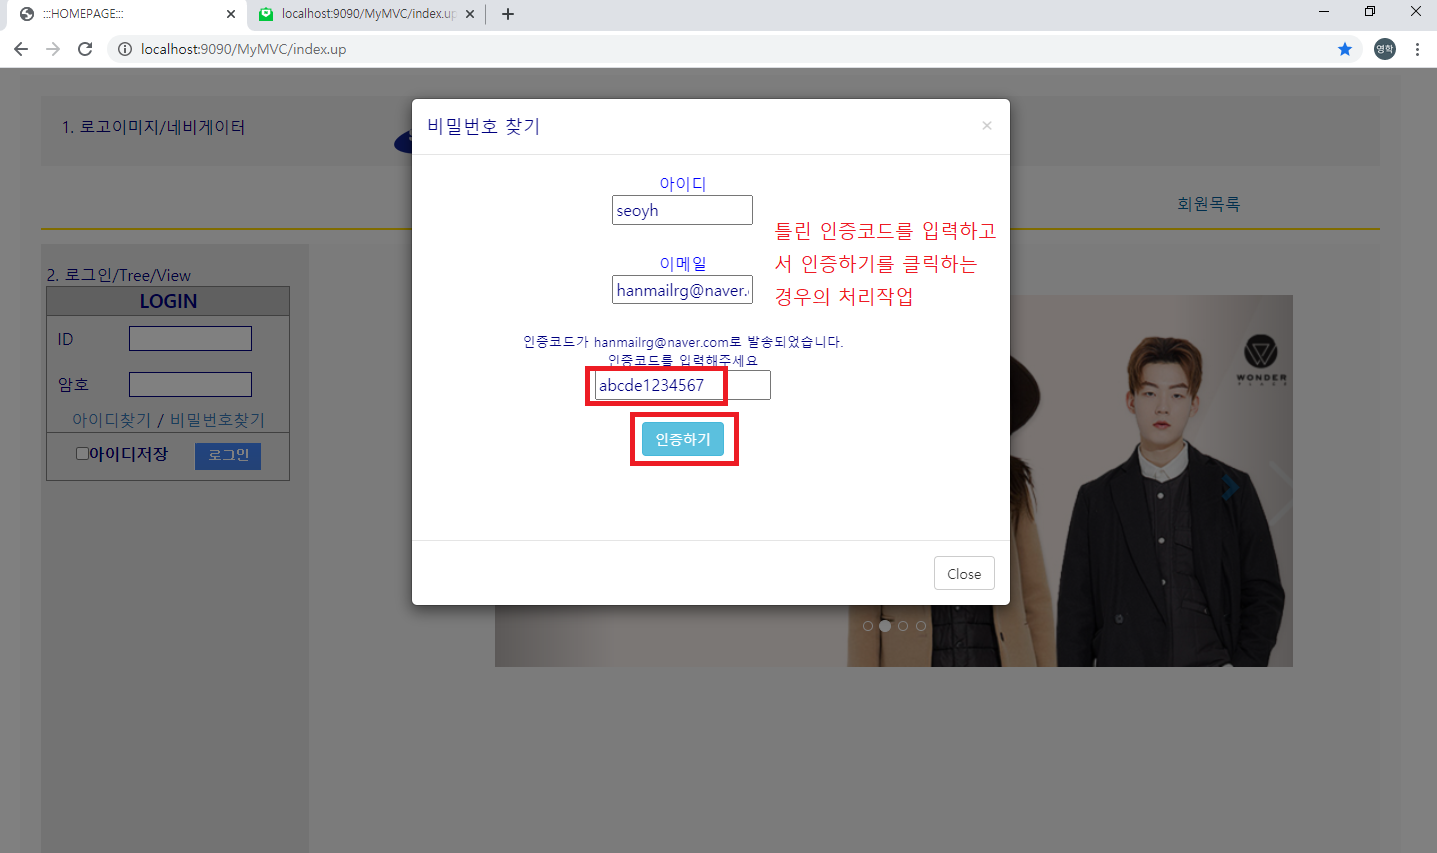 :::HOMEPAGE:::
localhost:9090/MyMVC/index.up
localhost:9090/MyMVC/index.up
영학
1. 로고이미지/네비게이터
회원목록
2. 로그인/Tree/View
LOGIN
ID
암호
아이디찾기 / 비밀번호찾기
아이디저장
로그인
비밀번호 찾기
×
아이디
seoyh
이메일
hanmailrg@naver.
틀린 인증코드를 입력하고
서 인증하기를 클릭하는
경우의 처리작업
인증코드가 hanmailrg@naver.com로 발송되었습니다.
인증코드를 입력해주세요
abcde1234567
인증하기
Close
WONDER
PLACE